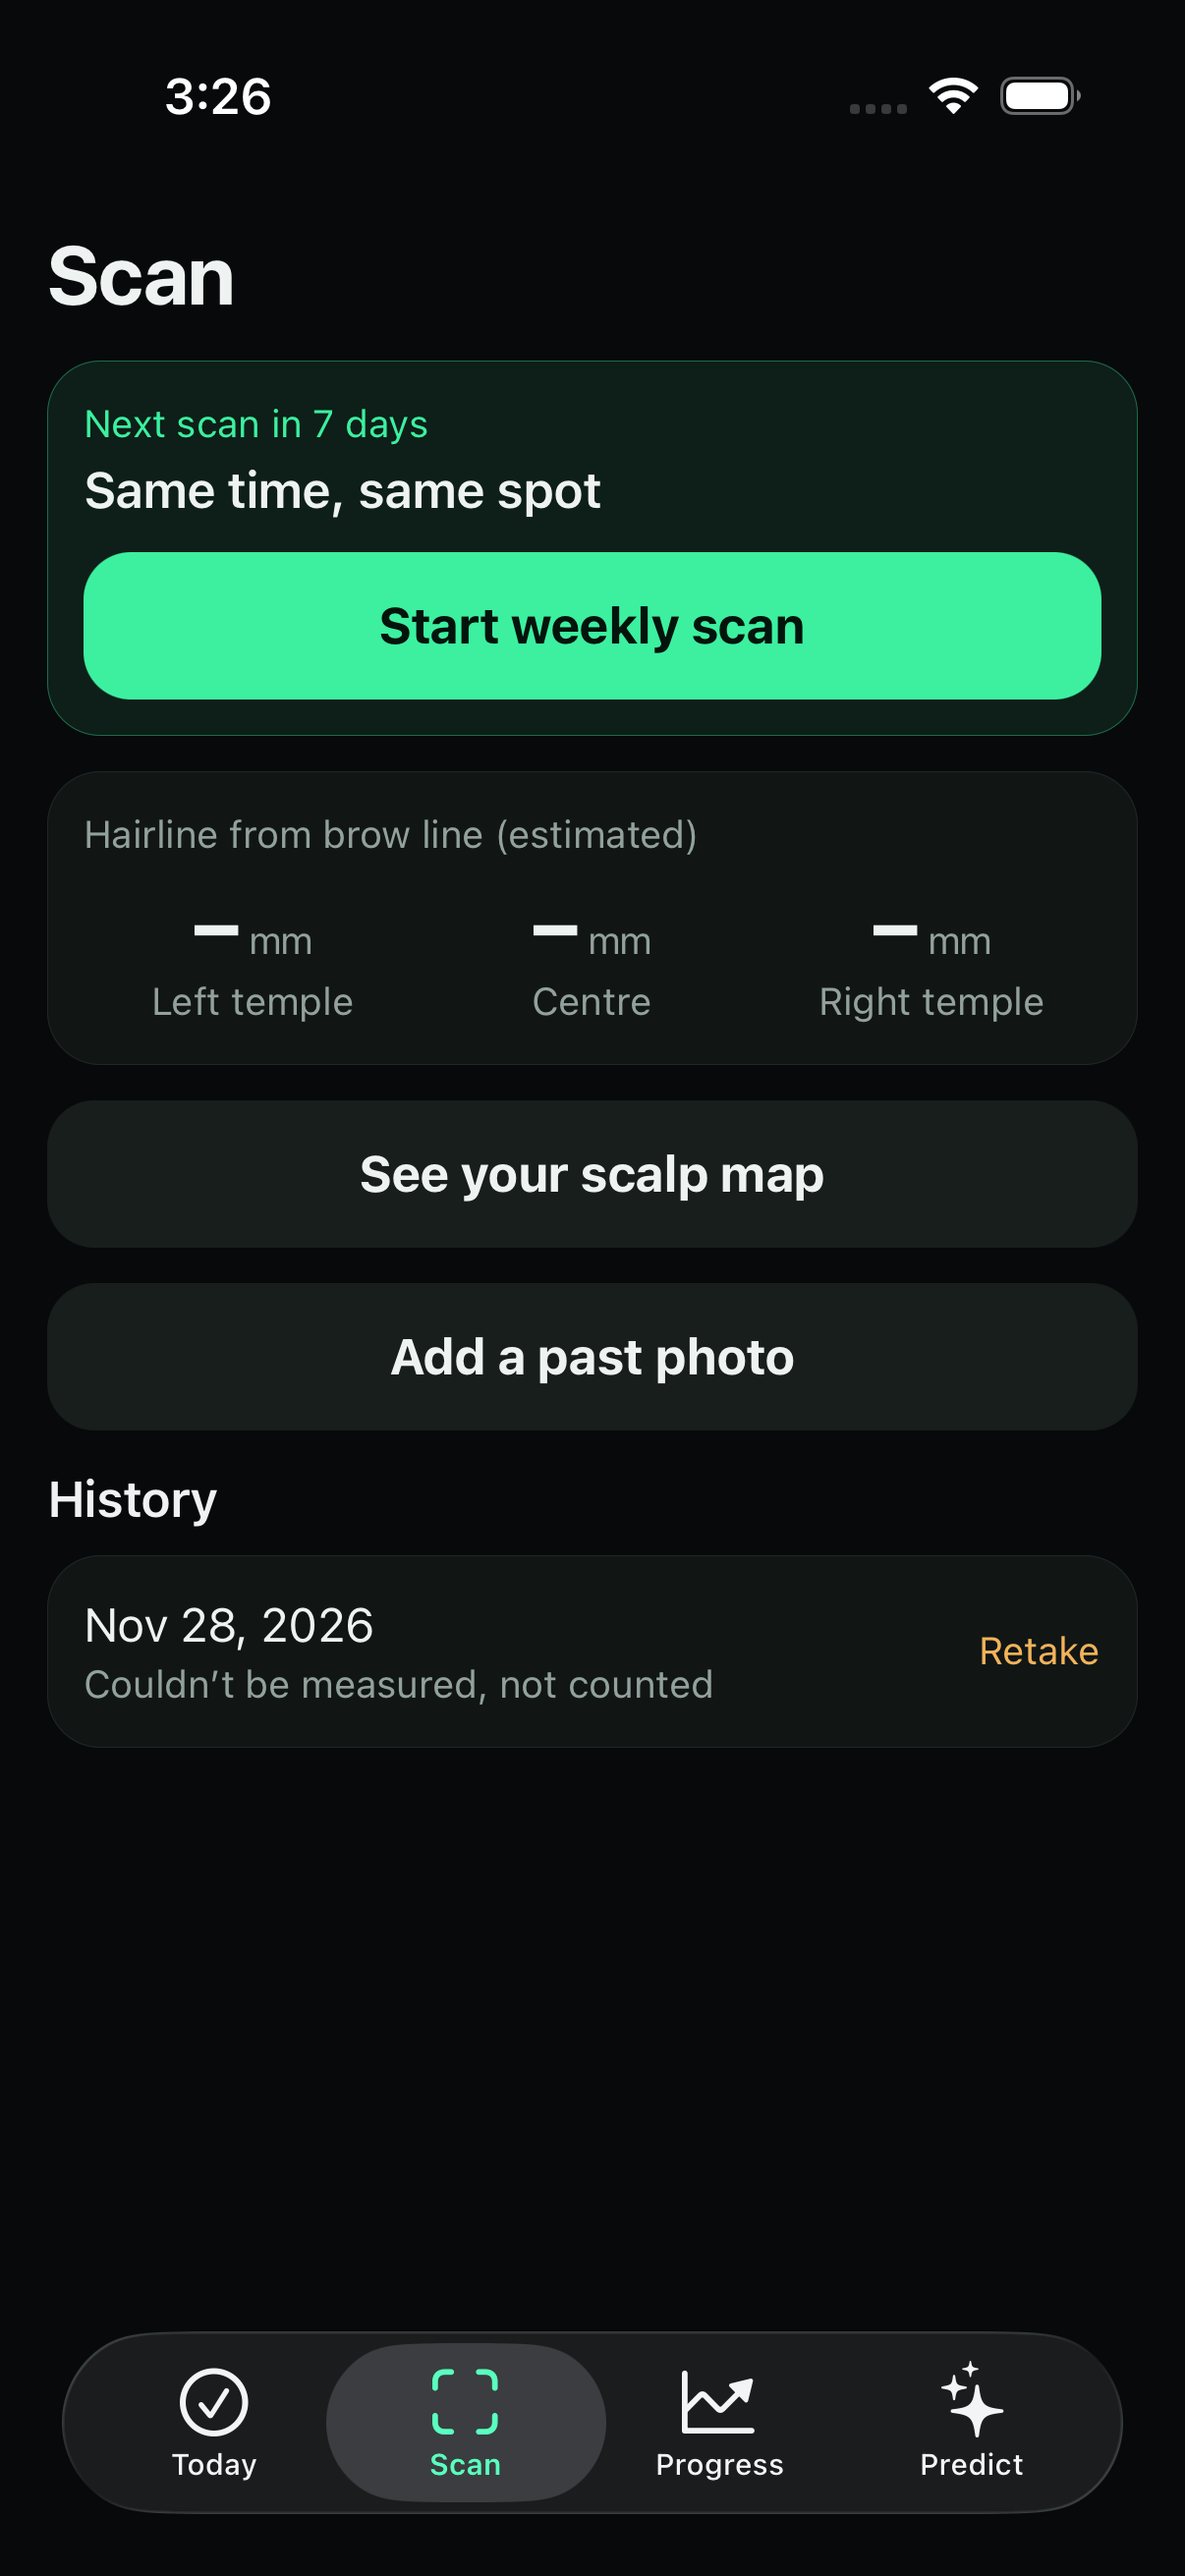 3:26
Scan
Next scan in 7 days
Same time, same spot
Start weekly scan
Hairline from brow line (estimated)
– mm
– mm
– mm
Left temple
Centre
Right temple
See your scalp map
Add a past photo
History
Nov 28, 2026
Couldn’t be measured, not counted
Retake
Today
Scan
Progress
Predict